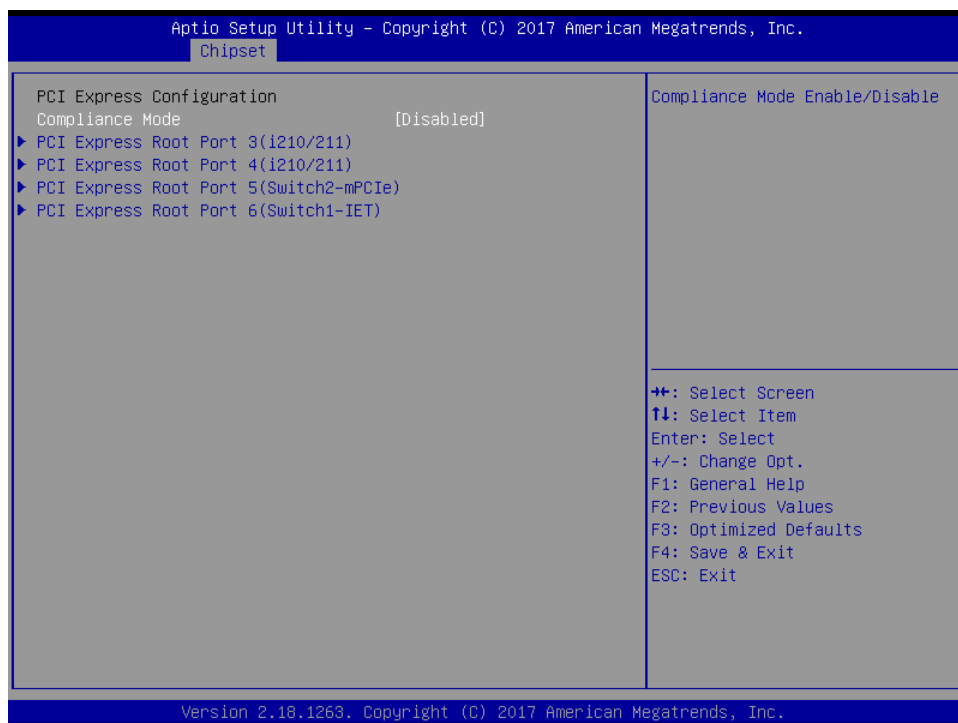 Aptio Setup Utility – Copyright (C) 2017 American Megatrends, Inc.
Chipset
PCI Express Configuration
Compliance Mode [Disabled]
▶ PCI Express Root Port 3(i210/211)
▶ PCI Express Root Port 4(i210/211)
▶ PCI Express Root Port 5(Switch2-mPCIe)
▶ PCI Express Root Port 6(Switch1-IET)
Compliance Mode Enable/Disable
→←: Select Screen
↑↓: Select Item
Enter: Select
+/-: Change Opt.
F1: General Help
F2: Previous Values
F3: Optimized Defaults
F4: Save & Exit
ESC: Exit
Version 2.18.1263. Copyright (C) 2017 American Megatrends, Inc.